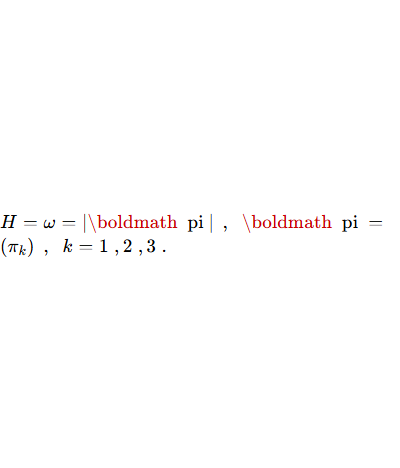 H = ω = |\boldmath pi | , \boldmath pi =
(π_k) , k = 1 , 2 , 3 .